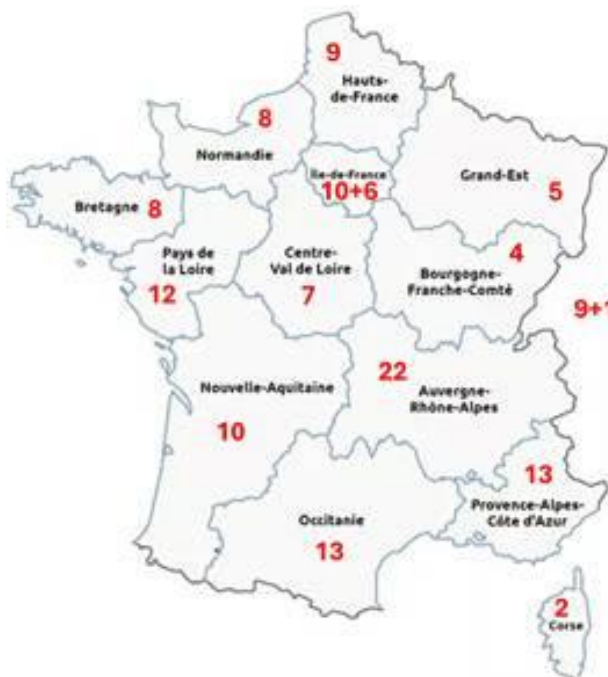 9
Hauts-
de-France
8
Normandie
Île-de-France
10+6
Grand-Est
5
Bretagne
8
Pays de
la Loire
12
Centre-
Val de Loire
7
4
Bourgogne-
Franche-Comté
9+1
22
Auvergne-
Rhône-Alpes
Nouvelle-Aquitaine
10
13
Provence-Alpes-
Côte d'Azur
Occitanie
13
2
Corse